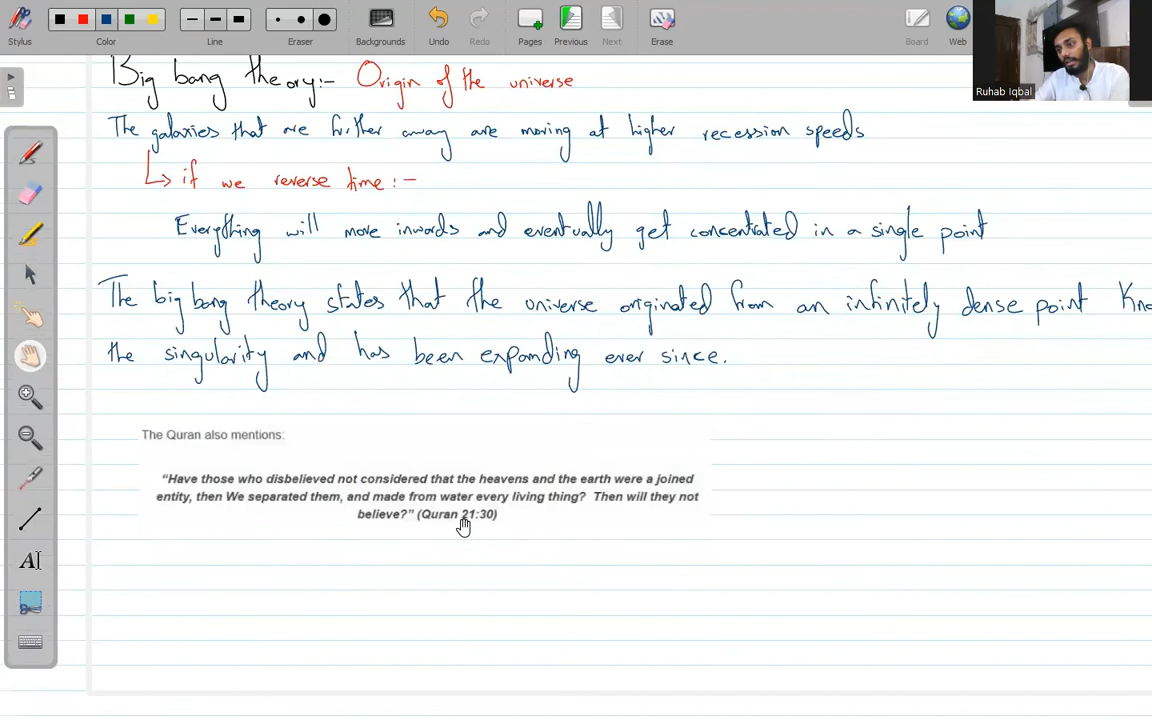 Stylus
Color
Line
Eraser
Backgrounds
Undo
Redo
Pages
Previous
Next
Erase
Board
Web
Ruhab Iqbal
Big bang theory:- Origin of the universe
The galaxies that are further away are moving at higher recession speeds
if we reverse time:-
Everything will move inwords and eventually get concentrated in a single point
The big bang theory states that the universe originated from an infinitely dense point
the singularity and has been expanding ever since.
The Quran also mentions:
“Have those who disbelieved not considered that the heavens and the earth were a joined
entity, then We separated them, and made from water every living thing? Then will they not
believe?” (Quran 21:30)
A